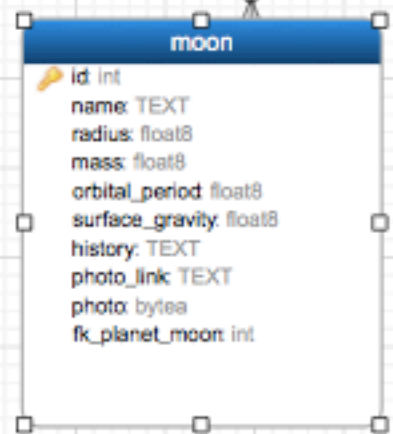 moon
id: int
name: TEXT
radius: float8
mass: float8
orbital_period: float8
surface_gravity: float8
history: TEXT
photo_link: TEXT
photo: bytea
fk_planet_moon: int